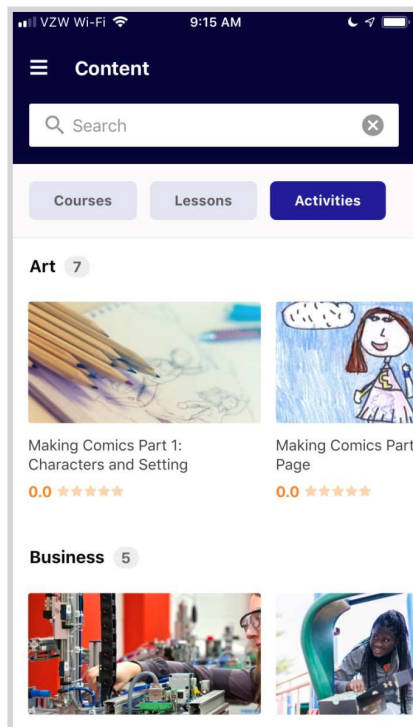 VZW Wi-Fi 9:15 AM
Content
Search
Courses Lessons Activities
Art 7
Making Comics Part 1:
Characters and Setting
0.0
Making Comics Part
Page
0.0
Business 5